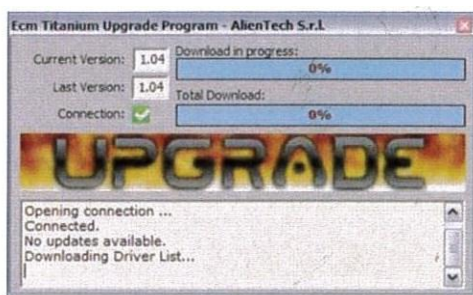 Ecm Titanium Upgrade Program - AlienTech S.r.l.
Current Version: 1.04
Download in progress:
0%
Last Version: 1.04
Total Download:
0%
Connection:
UPGRADE
Opening connection ...
Connected.
No updates available.
Downloading Driver List...